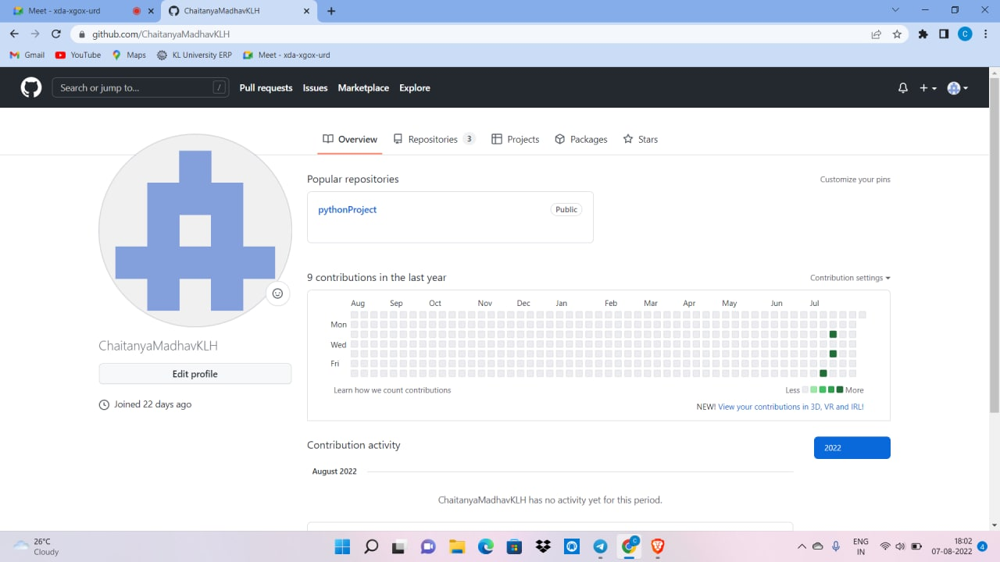 Meet - xda-xgox-urd
ChaitanyaMadhavKLH
github.com/ChaitanyaMadhavKLH
C
Gmail
YouTube
Maps
KL University ERP
Meet - xda-xgox-urd
Search or jump to...
/
Pull requests
Issues
Marketplace
Explore
Overview
Repositories 3
Projects
Packages
Stars
Popular repositories
Customize your pins
pythonProject
Public
9 contributions in the last year
Contribution settings
Aug Sep Oct Nov Dec Jan Feb Mar Apr May Jun Jul
Mon
Wed
Fri
Learn how we count contributions
Less
More
NEW! View your contributions in 3D, VR and IRL!
ChaitanyaMadhavKLH
Edit profile
Joined 22 days ago
Contribution activity
2022
August 2022
ChaitanyaMadhavKLH has no activity yet for this period.
26°C
Cloudy
C
ENG
IN
18:02
07-08-2022
4